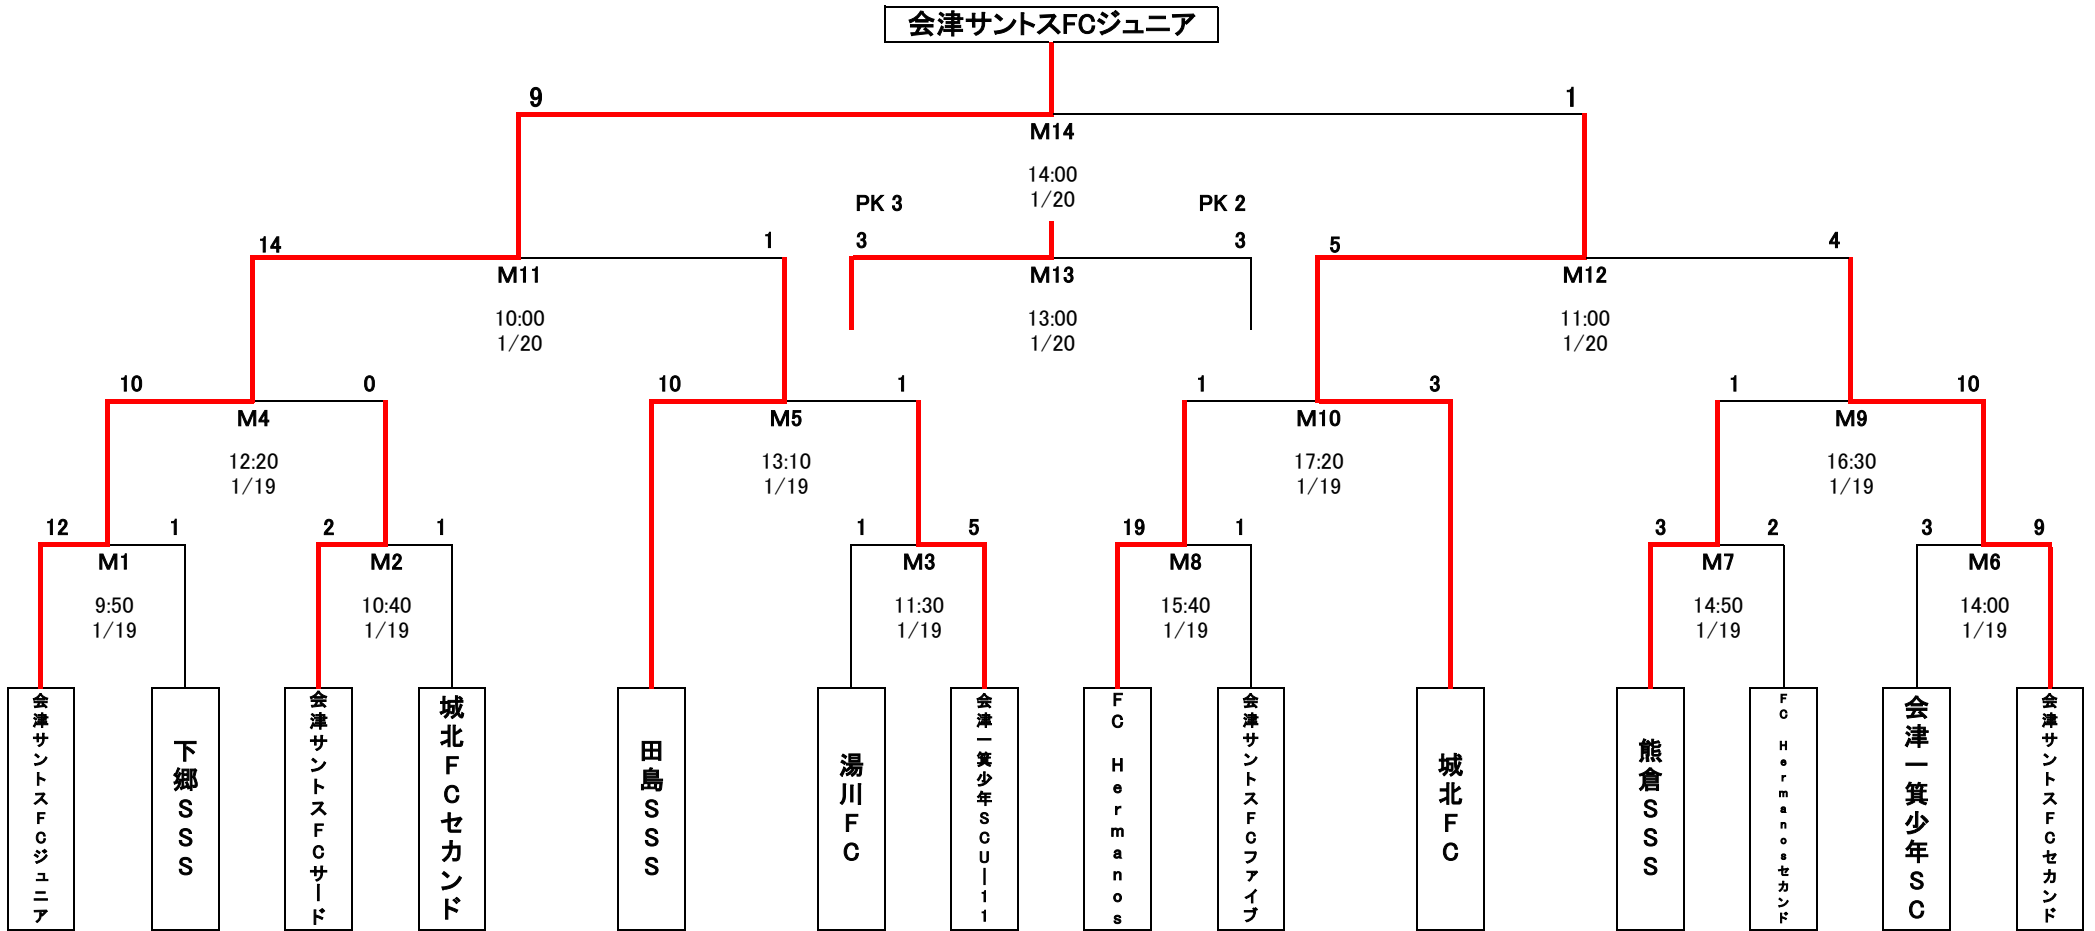 会津サントスFCジュニア
9
1
M14
14:00
1/20
PK 3
PK 2
14
1
3
3
5
4
M11
M13
M12
10:00
1/20
13:00
1/20
11:00
1/20
10
0
10
1
1
3
1
10
M4
M5
M10
M9
12:20
1/19
13:10
1/19
17:20
1/19
16:30
1/19
12
1
2
1
1
5
19
1
3
2
3
9
M1
M2
M3
M8
M7
M6
9:50
1/19
10:40
1/19
11:30
1/19
15:40
1/19
14:50
1/19
14:00
1/19
会津サントスFCジュニア
下郷SSS
会津サントスFCサード
城北FCセカンド
田島SSS
湯川FC
会津一箕少年SCU-11
FC Hermanos
会津サントスFCファイブ
城北FC
熊倉SSS
FC Hermanosセカンド
会津一箕少年SC
会津サントスFCセカンド